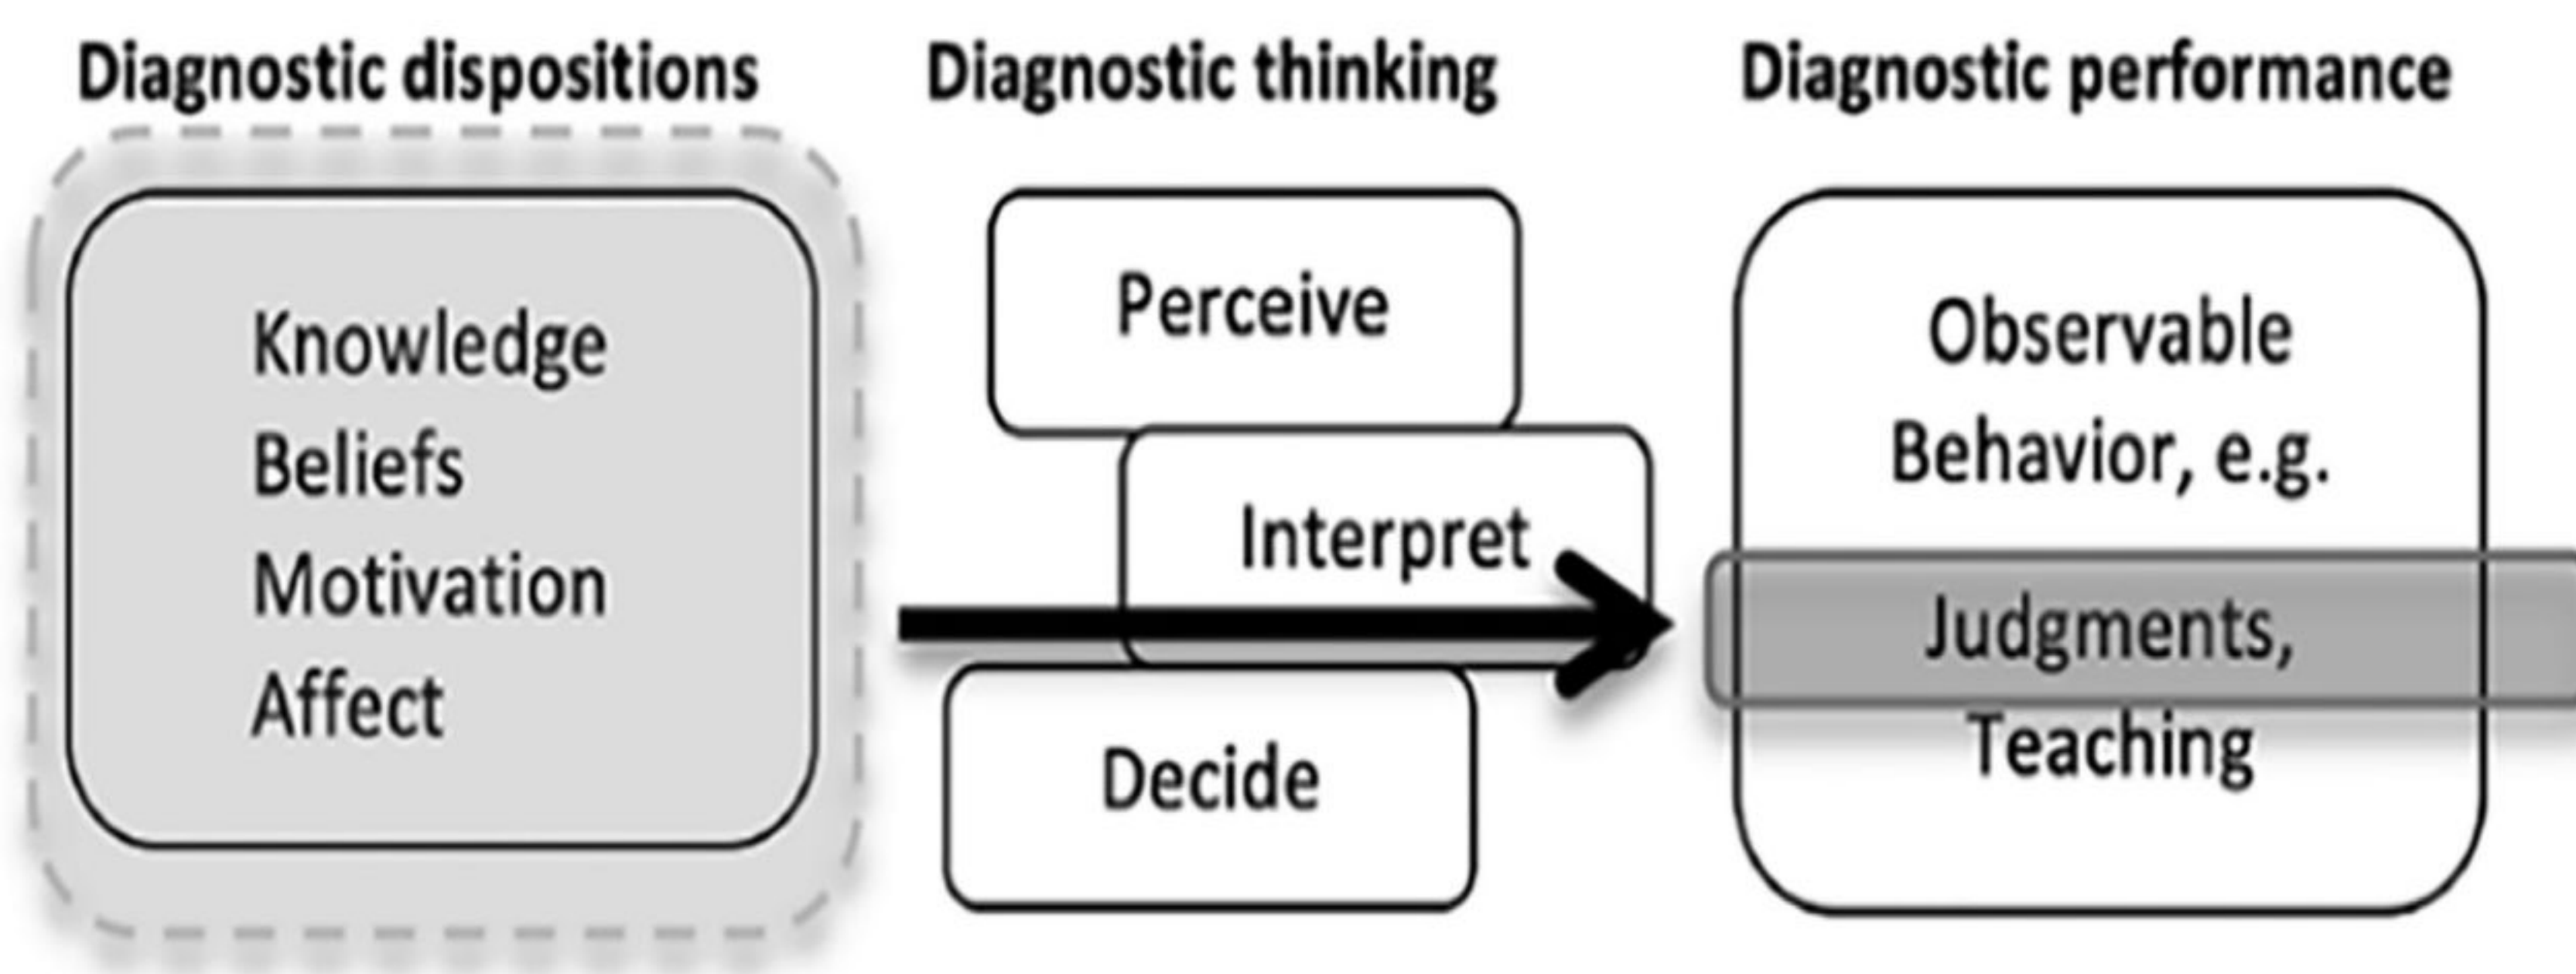 Diagnostic dispositions
Knowledge
Beliefs
Motivation
Affect
Diagnostic thinking
Perceive
Interpret
Decide
Diagnostic performance
Observable
Behavior, e.g.
Judgments,
Teaching